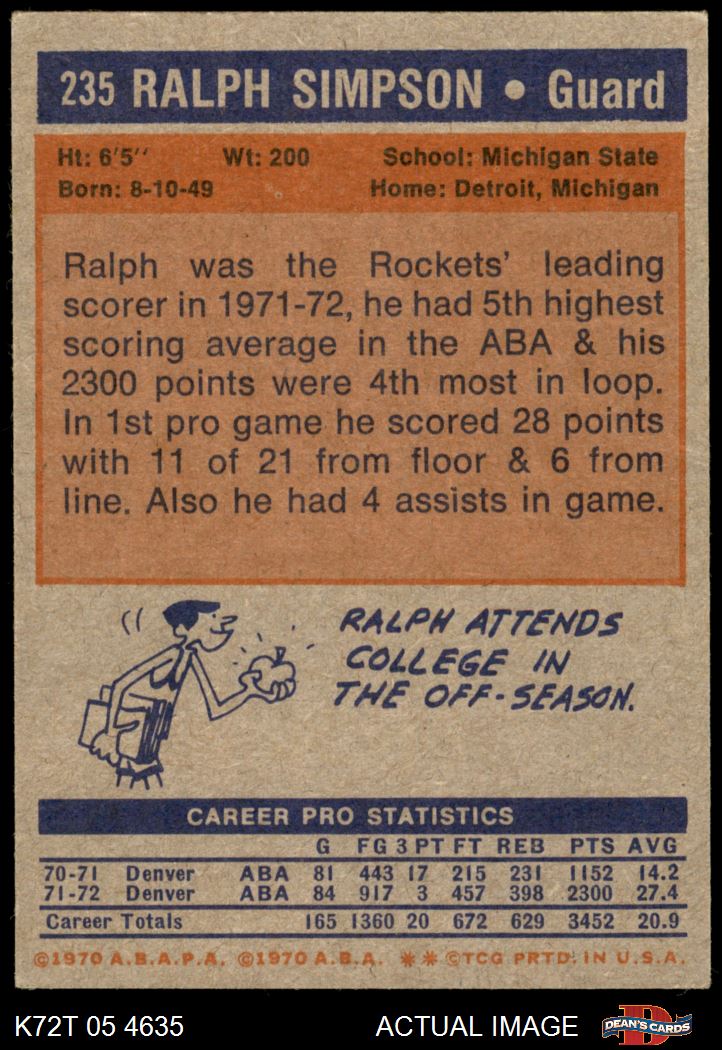 235 RALPH SIMPSON • Guard
Ht: 6'5'' Wt: 200 School: Michigan State
Born: 8-10-49 Home: Detroit, Michigan
Ralph was the Rockets' leading
scorer in 1971-72, he had 5th highest
scoring average in the ABA & his
2300 points were 4th most in loop.
In 1st pro game he scored 28 points
with 11 of 21 from floor & 6 from
line. Also he had 4 assists in game.
RALPH ATTENDS
COLLEGE IN
THE OFF-SEASON.
CAREER PRO STATISTICS
G FG 3 PT FT REB PTS AVG
70-71 Denver ABA 81 443 17 215 231 1152 14.2
71-72 Denver ABA 84 917 3 457 398 2300 27.4
Career Totals 165 1360 20 672 629 3452 20.9
©1970 A.B.A.P.A. ©1970 A.B.A. ** ©TCG PRTD. IN U.S.A.
K72T 05 4635 ACTUAL IMAGE D DEAN'S CARDS